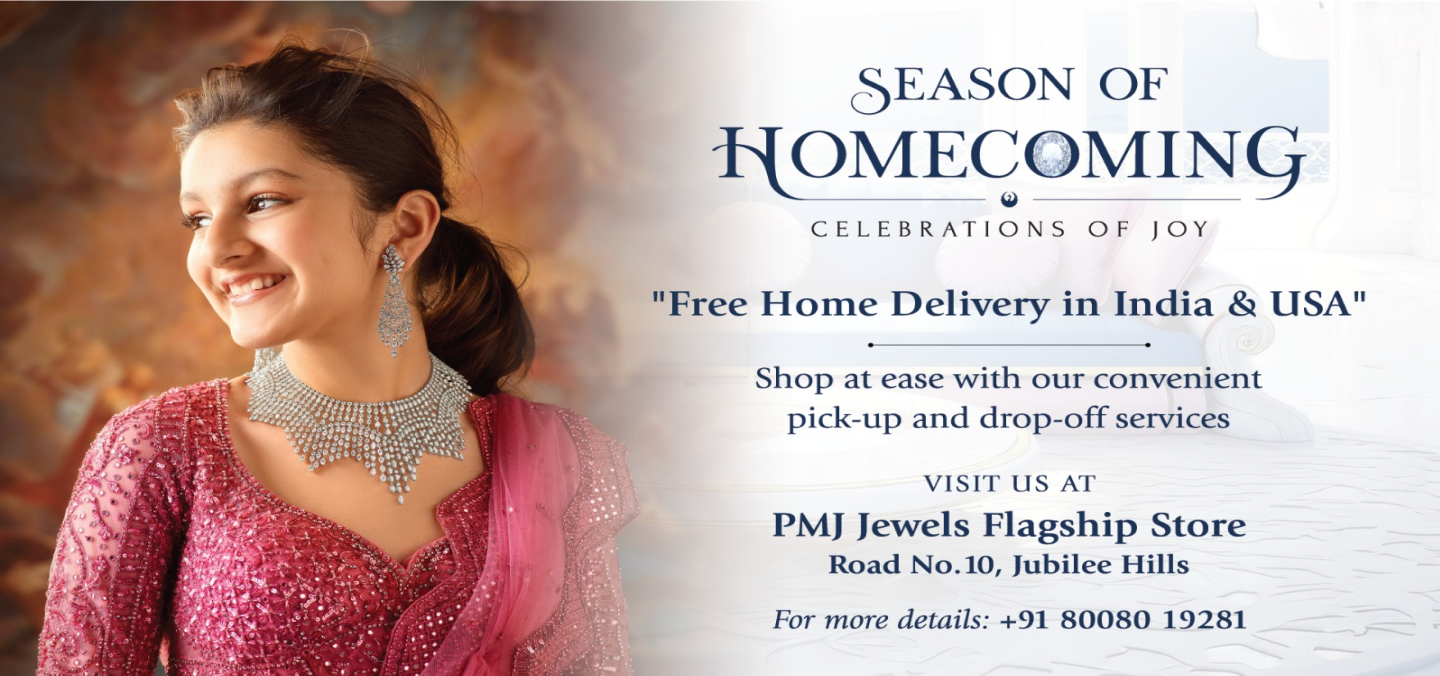 SEASON OF
HOMECOMING
CELEBRATIONS OF JOY
"Free Home Delivery in India & USA"
Shop at ease with our convenient
pick-up and drop-off services
VISIT US AT
PMJ Jewels Flagship Store
Road No.10, Jubilee Hills
For more details: +91 80080 19281